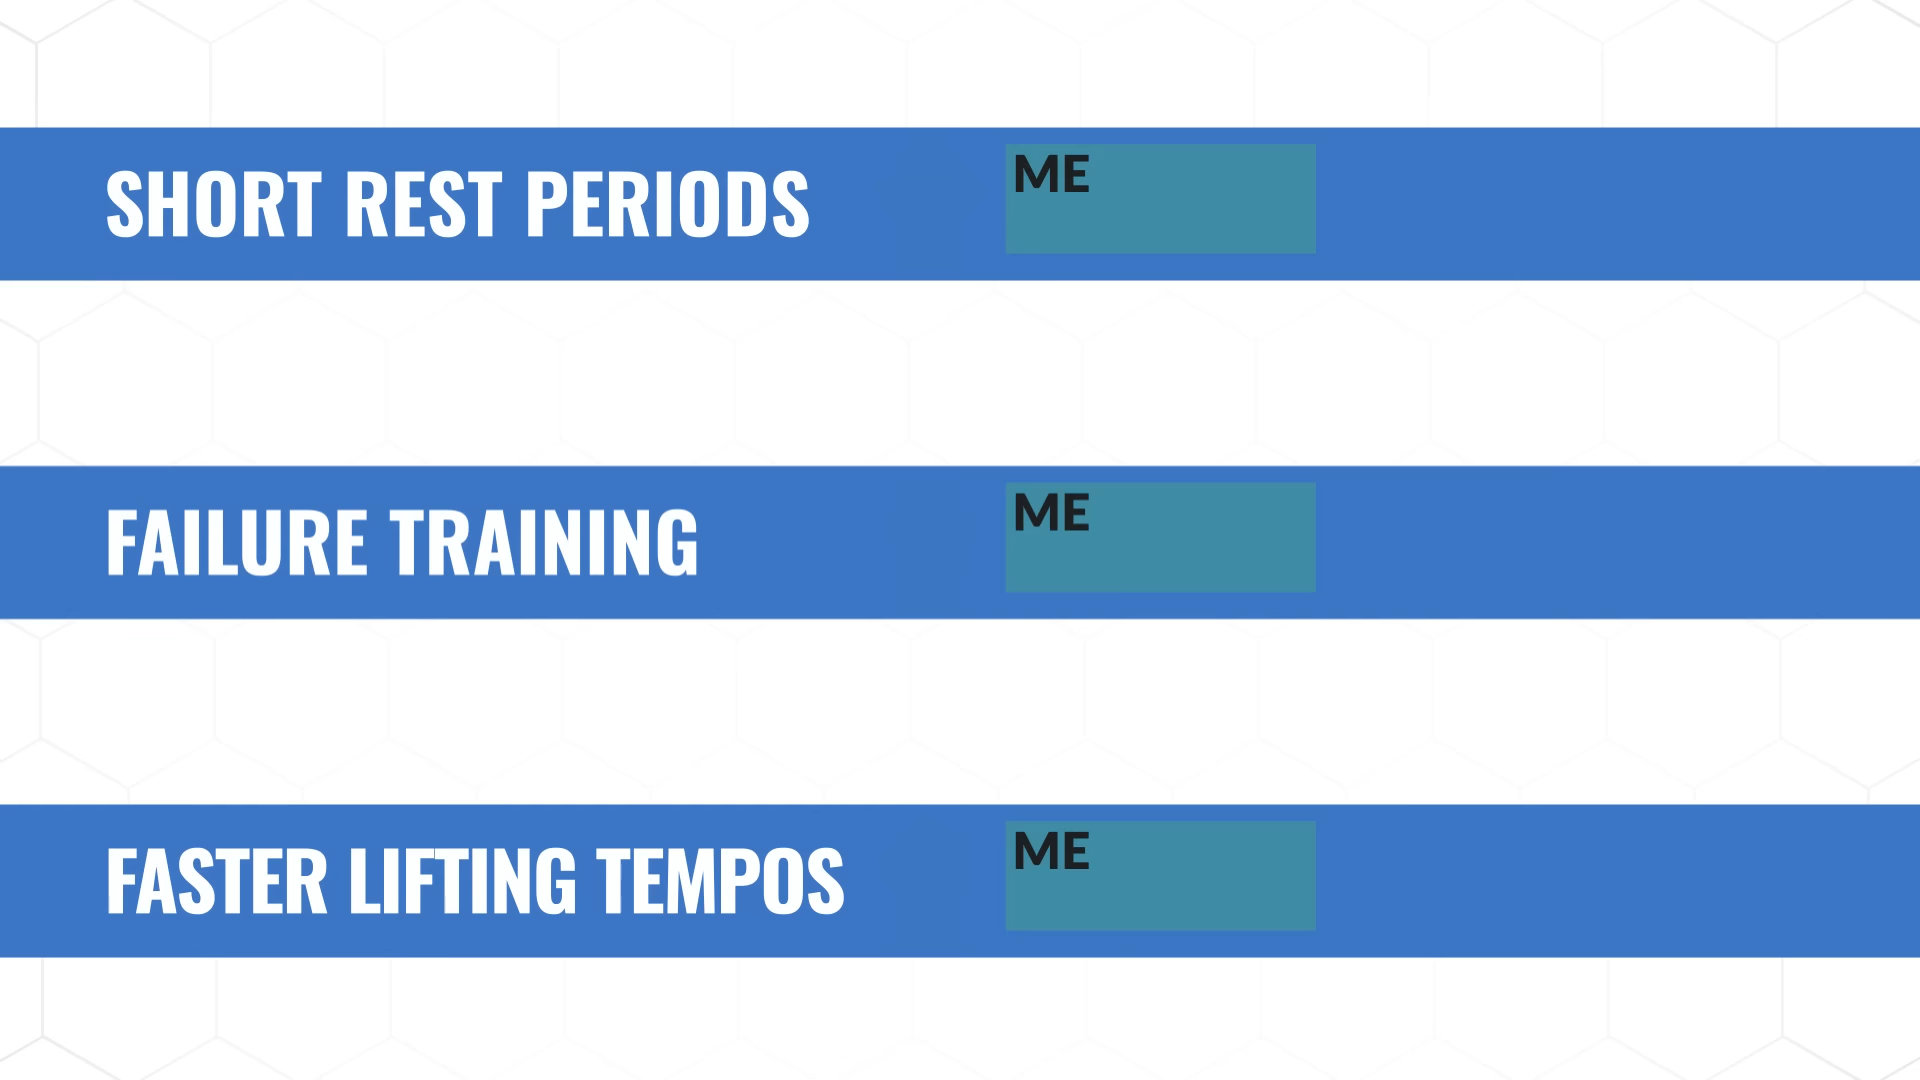 SHORT REST PERIODS
ME
FAILURE TRAINING
ME
FASTER LIFTING TEMPOS
ME